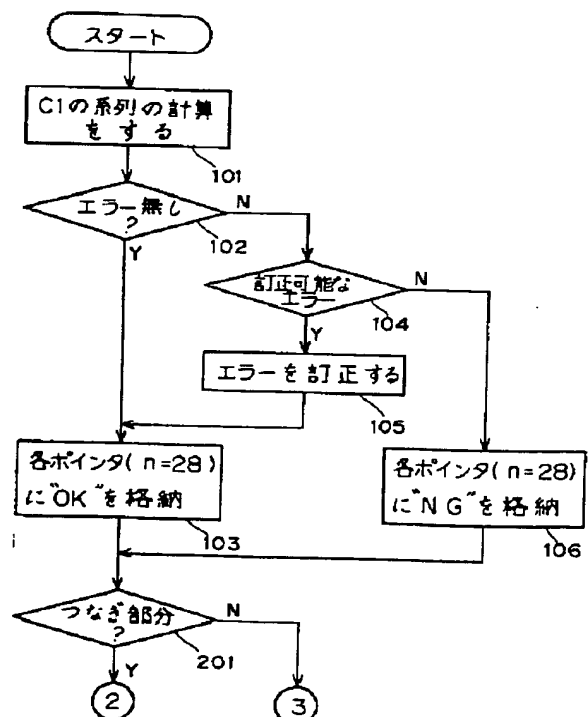 スタート
C1の系列の計算
をする
101
エラー無し
?
102
N
Y
訂正可能な
エラー
104
N
Y
エラーを訂正する
105
各ポインタ(n=28)
に"OK"を格納
103
各ポインタ(n=28)
に"NG"を格納
106
つなぎ部分
?
201
N
Y
2
3